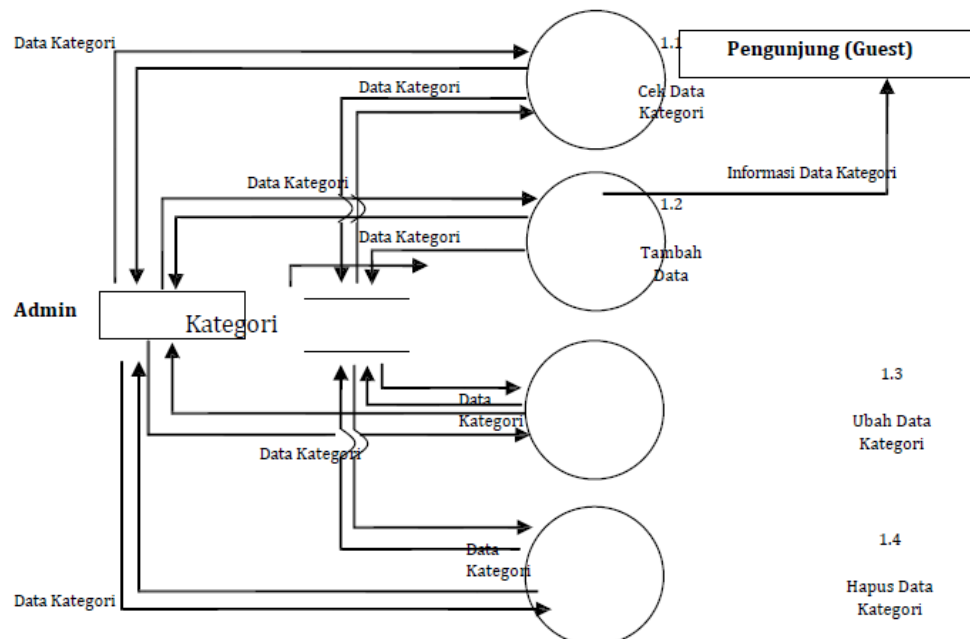 Data Kategori
1.1
Pengunjung (Guest)
Data Kategori
Cek Data
Kategori
Informasi Data Kategori
Data Kategori
1.2
Data Kategori
Tambah
Data
Admin
Kategori
1.3
Data
Kategori
Ubah Data
Kategori
Data Kategori
1.4
Data
Kategori
Hapus Data
Kategori
Data Kategori